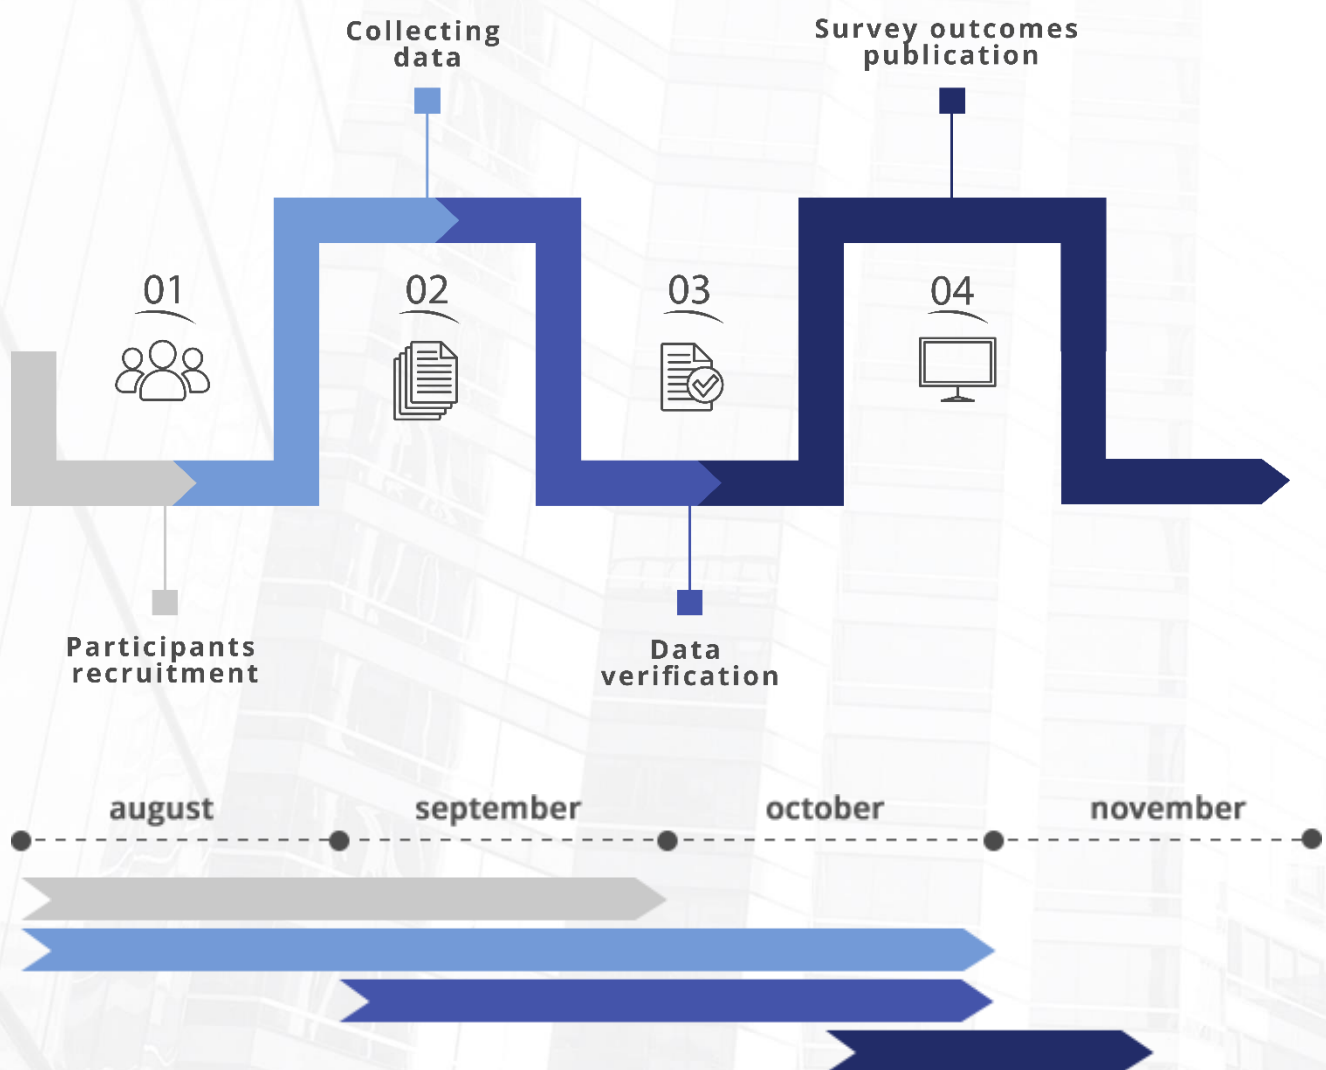 Collecting
data
Survey outcomes
publication
01
02
03
04
Participants
recruitment
Data
verification
august
september
october
november